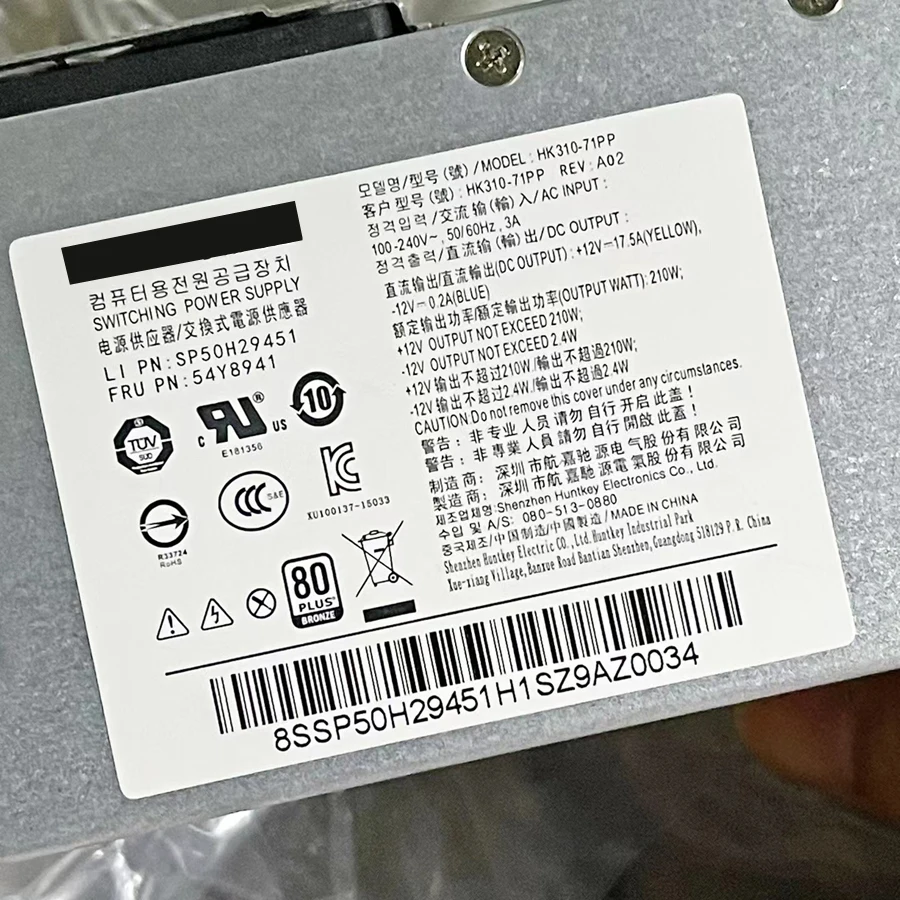 컴퓨터용전원공급장치
SWITCHING POWER SUPPLY
电源供应器/交換式電源供應器
LI PN:SP50H29451
FRU PN:54Y8941
TÜV
SÜD
c RU ® US
E181356
10
CCC S&E
KC
XU100137-15033
R33724
RoHS
80
PLUS
BRONZE
모델명/型号(號)/MODEL: HK310-71PP
客户型号(號):HK310-71PP REV:A02
정격입력/交流输(輸)入/AC INPUT:
100-240V~, 50/60Hz, 3A
정격출력/直流输(輸)出/DC OUTPUT:
直流输出/直流輸出(DC OUTPUT): +12V⎓17.5A(YELLOW),
-12V⎓0.2A(BLUE)
额定输出功率/額定輸出功率(OUTPUT WATT): 210W;
+12V OUTPUT NOT EXCEED 210W;
-12V OUTPUT NOT EXCEED 2.4W
+12V输出不超过210W/輸出不超過210W;
-12V输出不超过2.4W/輸出不超過2.4W
CAUTION:Do not remove this cover under any circumstances.
警告：非专业人员请勿自行开启此盖！
警告：非專業人員請勿自行開啟此蓋！
制造商：深圳市航嘉驰源电气股份有限公司
製造商：深圳市航嘉馳源電氣股份有限公司
제조업체명:Shenzhen Huntkey Electronics Co., Ltd.
수입 및 A/S: 080-513-0880
중국제조/中国制造/中國製造/MADE IN CHINA
Shenzhen Huntkey Electric CO., Ltd. Huntkey Industrial Park
Xue-xiang Village, Banxue Road Bantian Shenzhen, Guangdong 518129 P.R. China
8SSP50H29451H1SZ9AZ0034